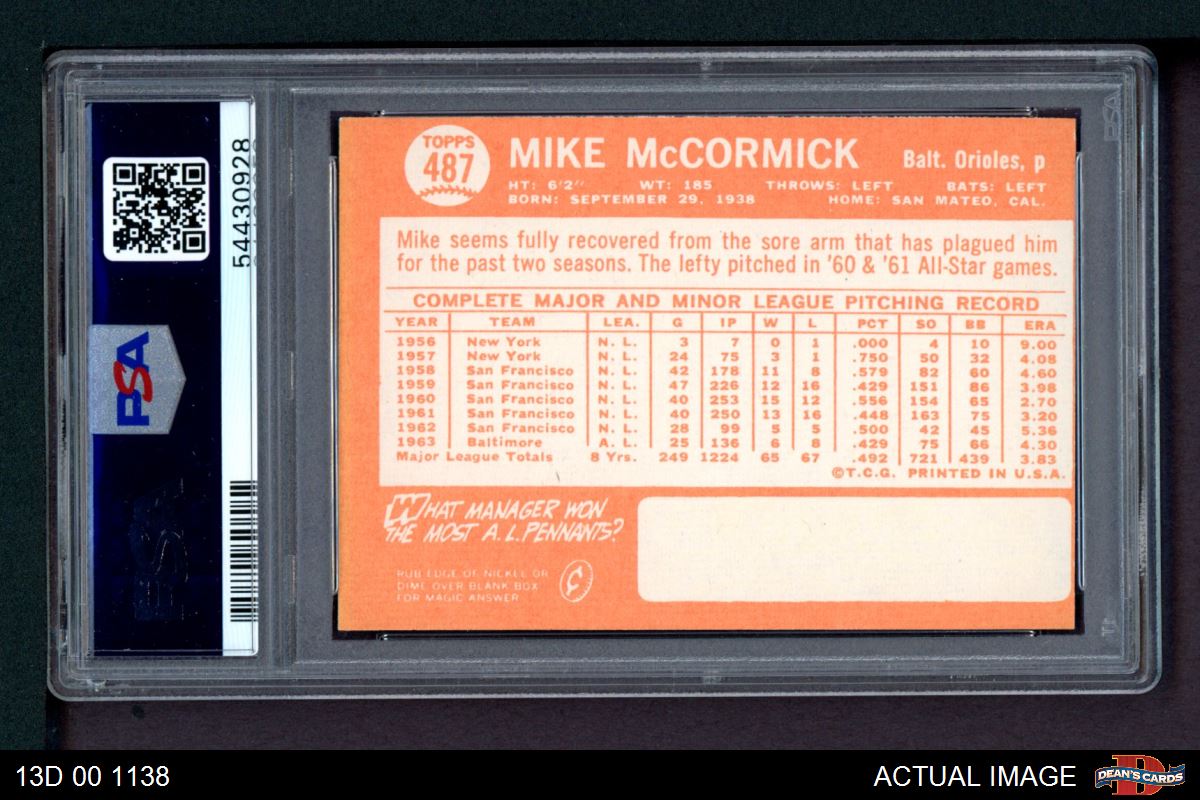 54430928
PSA
TOPPS
487
MIKE McCORMICK Balt. Orioles, p
HT: 6'2" WT: 185 THROWS: LEFT BATS: LEFT
BORN: SEPTEMBER 29, 1938 HOME: SAN MATEO, CAL.
Mike seems fully recovered from the sore arm that has plagued him
for the past two seasons. The lefty pitched in '60 & '61 All-Star games.
COMPLETE MAJOR AND MINOR LEAGUE PITCHING RECORD
YEAR TEAM LEA. G IP W L PCT SO BB ERA
1956 New York N. L. 3 7 0 1 .000 4 10 9.00
1957 New York N. L. 24 75 3 1 .750 50 32 4.08
1958 San Francisco N. L. 42 178 11 8 .579 82 60 4.60
1959 San Francisco N. L. 47 226 12 16 .429 151 86 3.98
1960 San Francisco N. L. 40 253 15 12 .556 154 65 2.70
1961 San Francisco N. L. 40 250 13 16 .448 163 75 3.20
1962 San Francisco N. L. 28 99 5 5 .500 42 45 5.36
1963 Baltimore A. L. 25 136 6 8 .429 75 66 4.30
Major League Totals 8 Yrs. 249 1224 65 67 .492 721 439 3.83
©T.C.G. PRINTED IN U.S.A.
WHAT MANAGER WON
THE MOST A.L. PENNANTS?
RUB EDGE OF NICKEL OR
DIME OVER BLANK BOX
FOR MAGIC ANSWER
13D 00 1138
ACTUAL IMAGE
DEAN'S CARDS